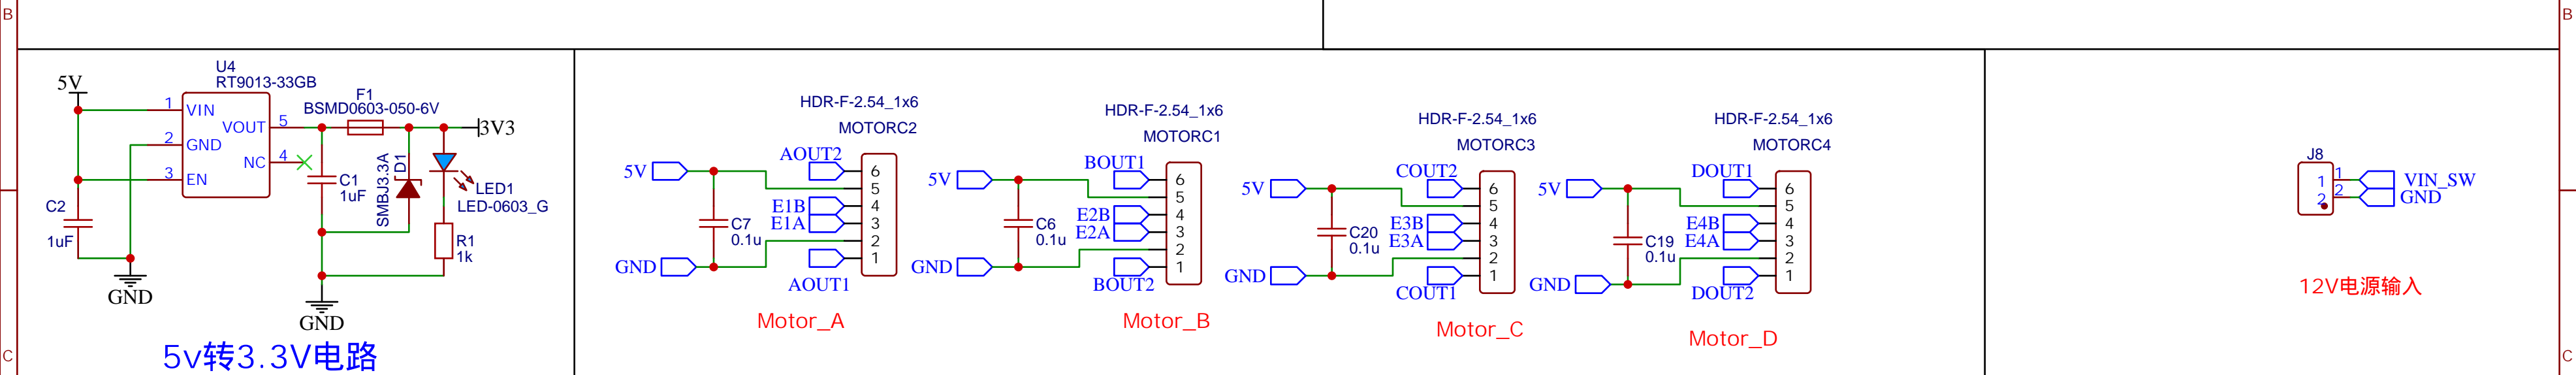 B
B
U4
RT9013-33GB
5V
F1
BSMD0603-050-6V
1
VIN
VOUT
5
3V3
2
GND
NC
4
3
EN
C1
1uF
SMBJ3.3A
D1
LED1
LED-0603_G
C2
1uF
R1
1k
GND
GND
5v转3.3V电路
HDR-F-2.54_1x6
MOTORC2
AOUT2
5V
6
5
E1B
4
E1A
3
C7
0.1u
2
GND
1
AOUT1
Motor_A
HDR-F-2.54_1x6
MOTORC1
BOUT1
5V
6
5
E2B
4
E2A
3
C6
0.1u
2
GND
1
BOUT2
Motor_B
HDR-F-2.54_1x6
MOTORC3
COUT2
5V
6
5
E3B
4
E3A
3
C20
0.1u
2
GND
1
COUT1
Motor_C
HDR-F-2.54_1x6
MOTORC4
DOUT1
5V
6
5
E4B
4
E4A
3
C19
0.1u
2
GND
1
DOUT2
Motor_D
J8
1
1
VIN_SW
2
2
GND
12V电源输入
C
C